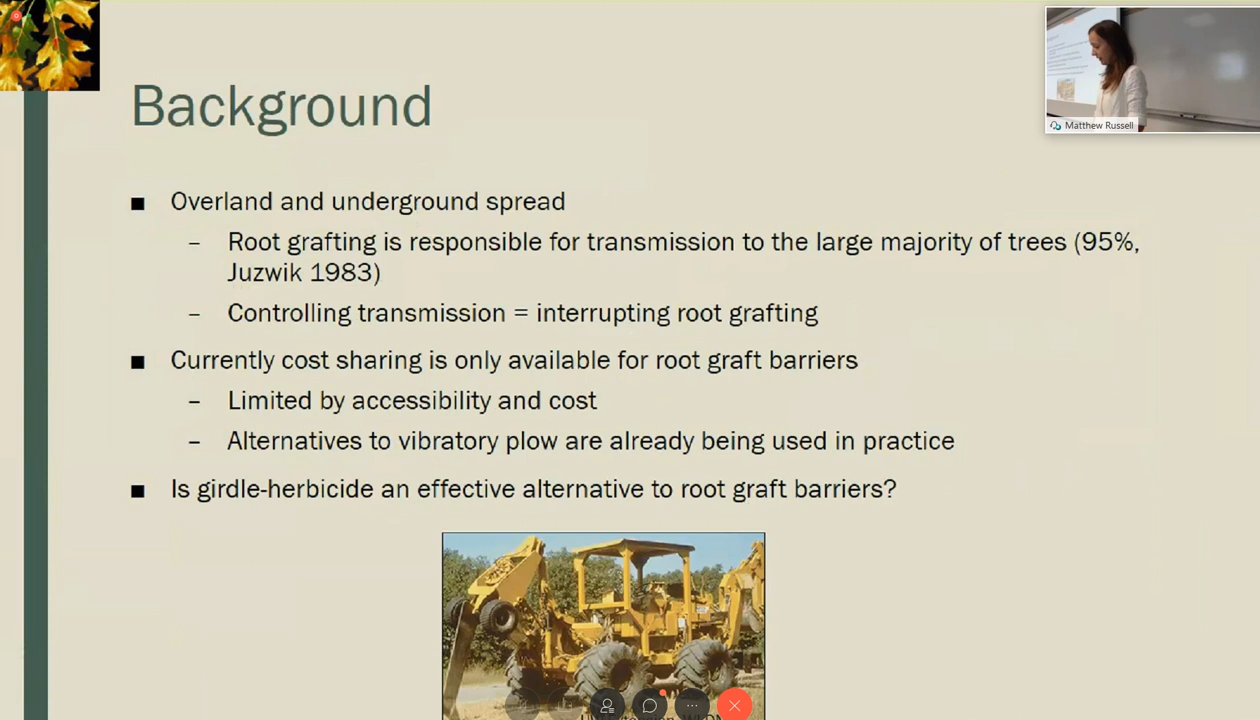 Background
Matthew Russell
■ Overland and underground spread
– Root grafting is responsible for transmission to the large majority of trees (95%,
Juzwik 1983)
– Controlling transmission = interrupting root grafting
■ Currently cost sharing is only available for root graft barriers
– Limited by accessibility and cost
– Alternatives to vibratory plow are already being used in practice
■ Is girdle-herbicide an effective alternative to root graft barriers?